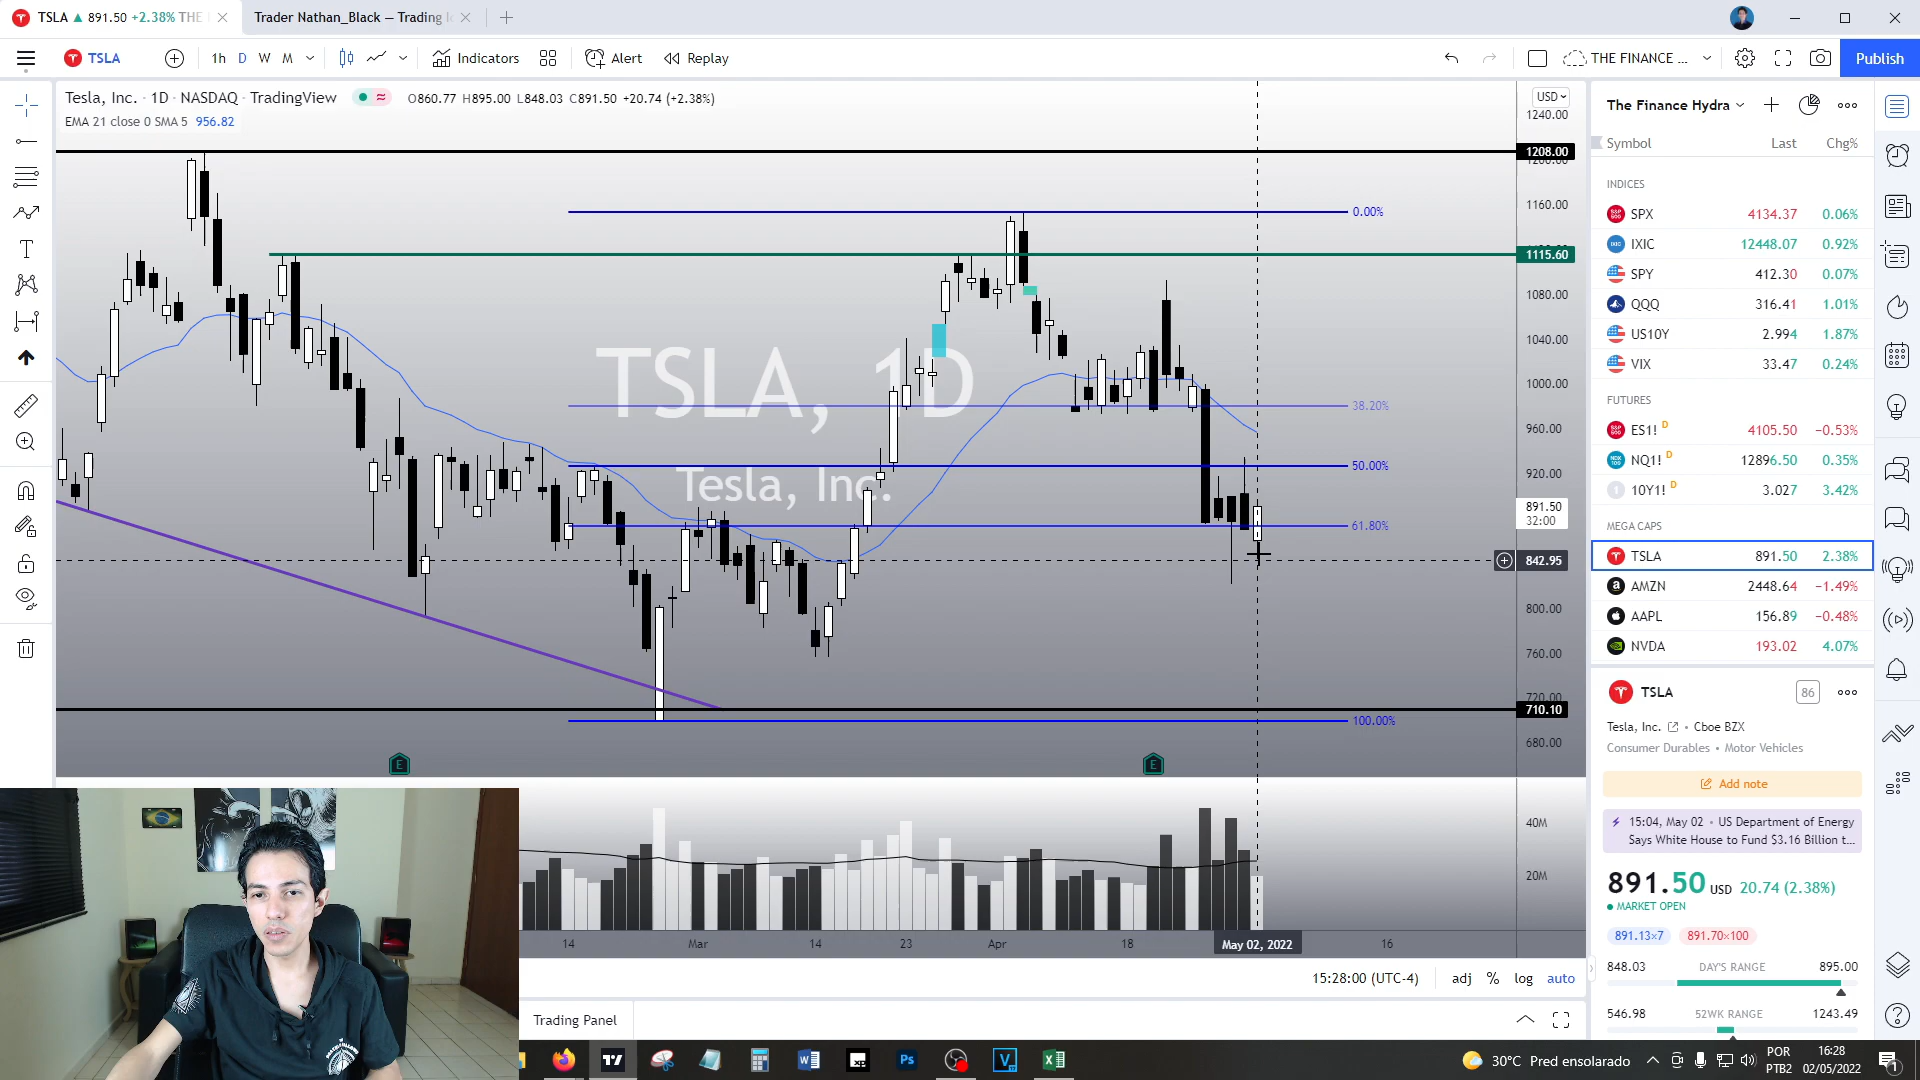 TSLA ▲ 891.50 +2.38% THE
Trader Nathan_Black — Trading I
TSLA
1h D W M
Indicators
Alert
Replay
THE FINANCE ...
Publish
Tesla, Inc. · 1D · NASDAQ · TradingView
O860.77 H895.00 L848.03 C891.50 +20.74 (+2.38%)
EMA 21 close 0 SMA 5 956.82
USD
1240.00
1208.00
1200.00
1160.00
1115.60
1080.00
1040.00
1000.00
960.00
920.00
891.50
32:00
842.95
800.00
760.00
720.00
710.10
680.00
0.00%
38.20%
50.00%
61.80%
100.00%
TSLA, 1D
Tesla, Inc.
E
E
40M
20M
14
Mar
14
23
Apr
18
May 02, 2022
16
15:28:00 (UTC-4)
adj % log auto
Trading Panel
The Finance Hydra
Symbol Last Chg%
INDICES
SPX 4134.37 0.06%
IXIC 12448.07 0.92%
SPY 412.30 0.07%
QQQ 316.41 1.01%
US10Y 2.994 1.87%
VIX 33.47 0.24%
FUTURES
ES1! D 4105.50 −0.53%
NQ1! D 12896.50 0.35%
10Y1! D 3.027 3.42%
MEGA CAPS
TSLA 891.50 2.38%
AMZN 2448.64 −1.49%
AAPL 156.89 −0.48%
NVDA 193.02 4.07%
TSLA
86
Tesla, Inc. • Cboe BZX
Consumer Durables • Motor Vehicles
Add note
15:04, May 02 • US Department of Energy
Says White House to Fund $3.16 Billion t...
891.50 USD 20.74 (2.38%)
MARKET OPEN
891.13×7 891.70×100
848.03 DAY'S RANGE 895.00
546.98 52WK RANGE 1243.49
30°C Pred ensolarado
POR
PTB2
16:28
02/05/2022
1